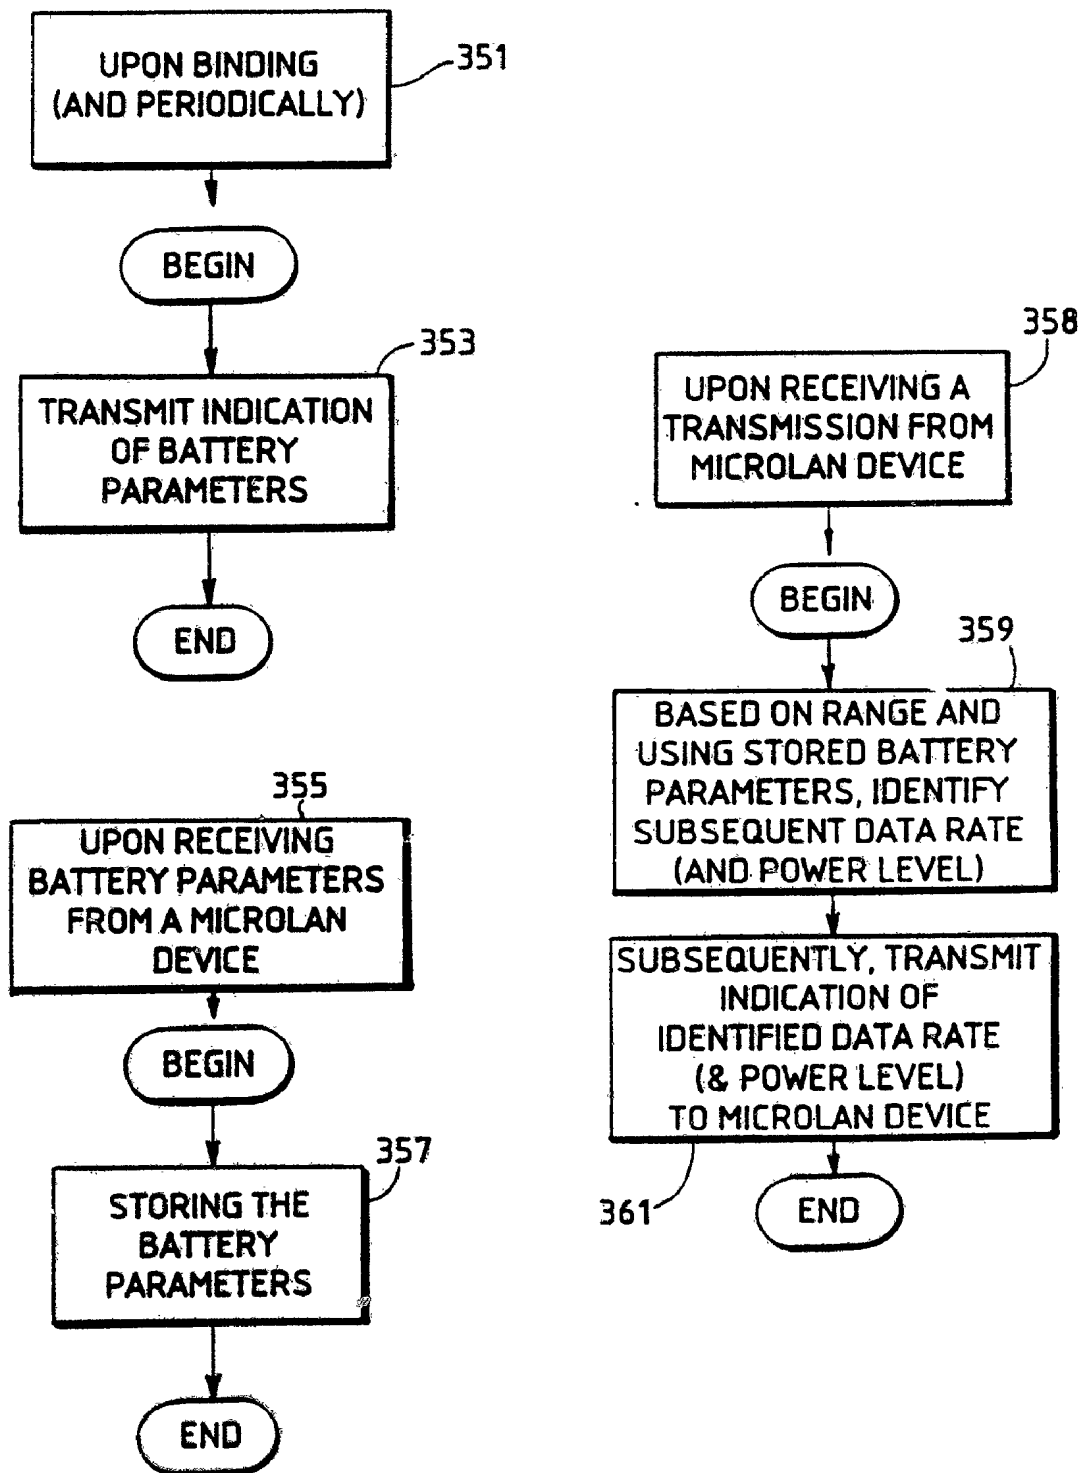 UPON BINDING
(AND PERIODICALLY)
351
BEGIN
353
TRANSMIT INDICATION
OF BATTERY
PARAMETERS
END
355
UPON RECEIVING
BATTERY PARAMETERS
FROM A MICROLAN
DEVICE
BEGIN
357
STORING THE
BATTERY
PARAMETERS
END
358
UPON RECEIVING A
TRANSMISSION FROM
MICROLAN DEVICE
BEGIN
359
BASED ON RANGE AND
USING STORED BATTERY
PARAMETERS, IDENTIFY
SUBSEQUENT DATA RATE
(AND POWER LEVEL)
SUBSEQUENTLY, TRANSMIT
INDICATION OF
IDENTIFIED DATA RATE
(& POWER LEVEL)
TO MICROLAN DEVICE
361
END